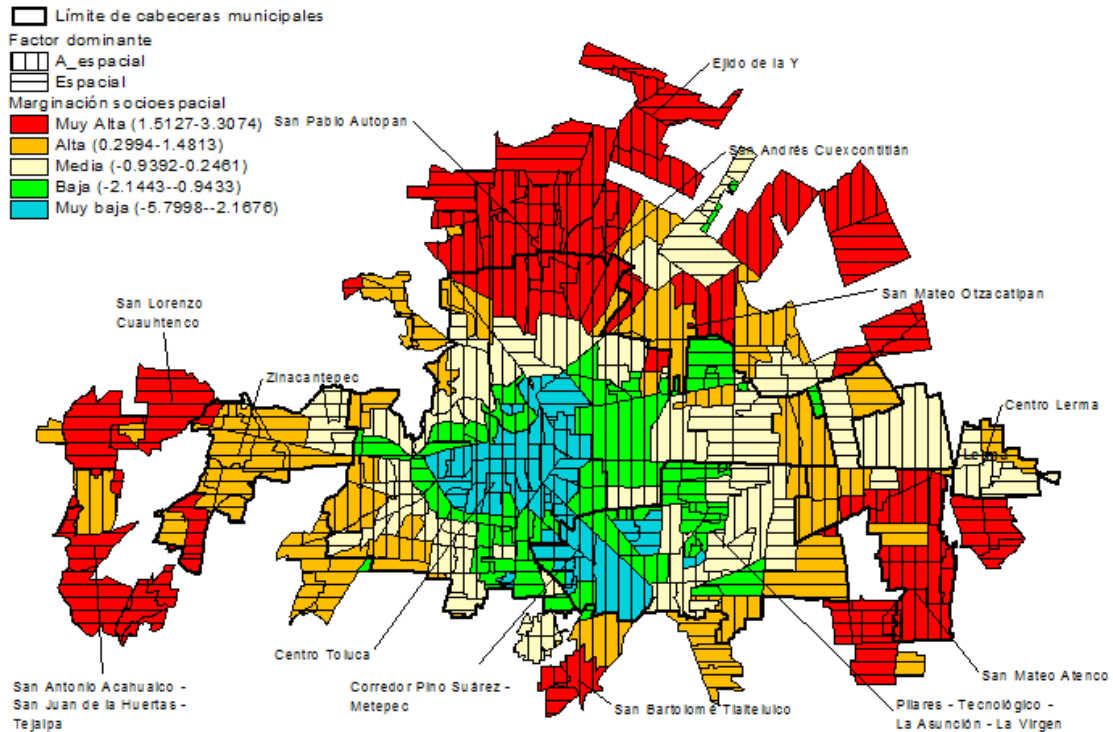 Límite de cabeceras municipales
Factor dominante
A_espacial
Espacial
Marginación socioespacial
Muy Alta (1.5127-3.3074)
Alta (0.2994-1.4813)
Media (-0.9392-0.2461)
Baja (-2.1443--0.9433)
Muy baja (-5.7998--2.1676)
Ejido de la Y
San Pablo Autopan
San Andrés Cuexcontitlán
San Lorenzo
Cuauhtenco
San Mateo Otzacatipan
Zinacantepec
Centro Lerma
Lerma
Centro Toluca
San Antonio Acahualco -
San Juan de la Huertas -
Tejalpa
Corredor Pino Suárez -
Metepec
San Bartolomé Tlaltelulco
San Mateo Atenco
Pilares - Tecnológico -
La Asunción - La Virgen